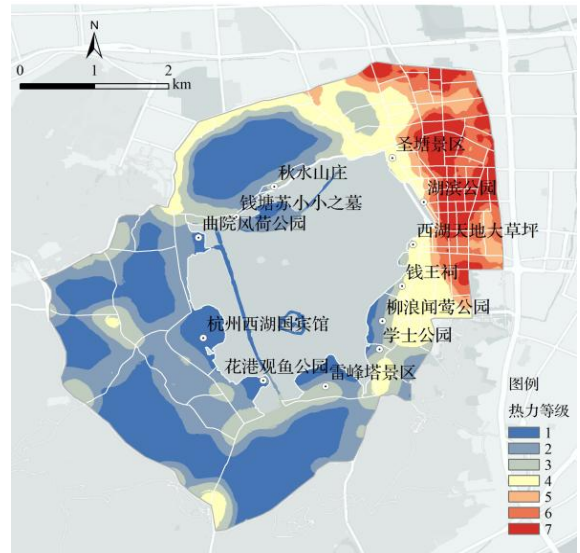 N
0 1 2
km
圣塘景区
秋水山庄
湖滨公园
钱塘苏小小之墓
曲院风荷公园
西湖天地大草坪
钱王祠
柳浪闻莺公园
杭州西湖国宾馆
学士公园
花港观鱼公园
雷峰塔景区
图例
热力等级
1
2
3
4
5
6
7